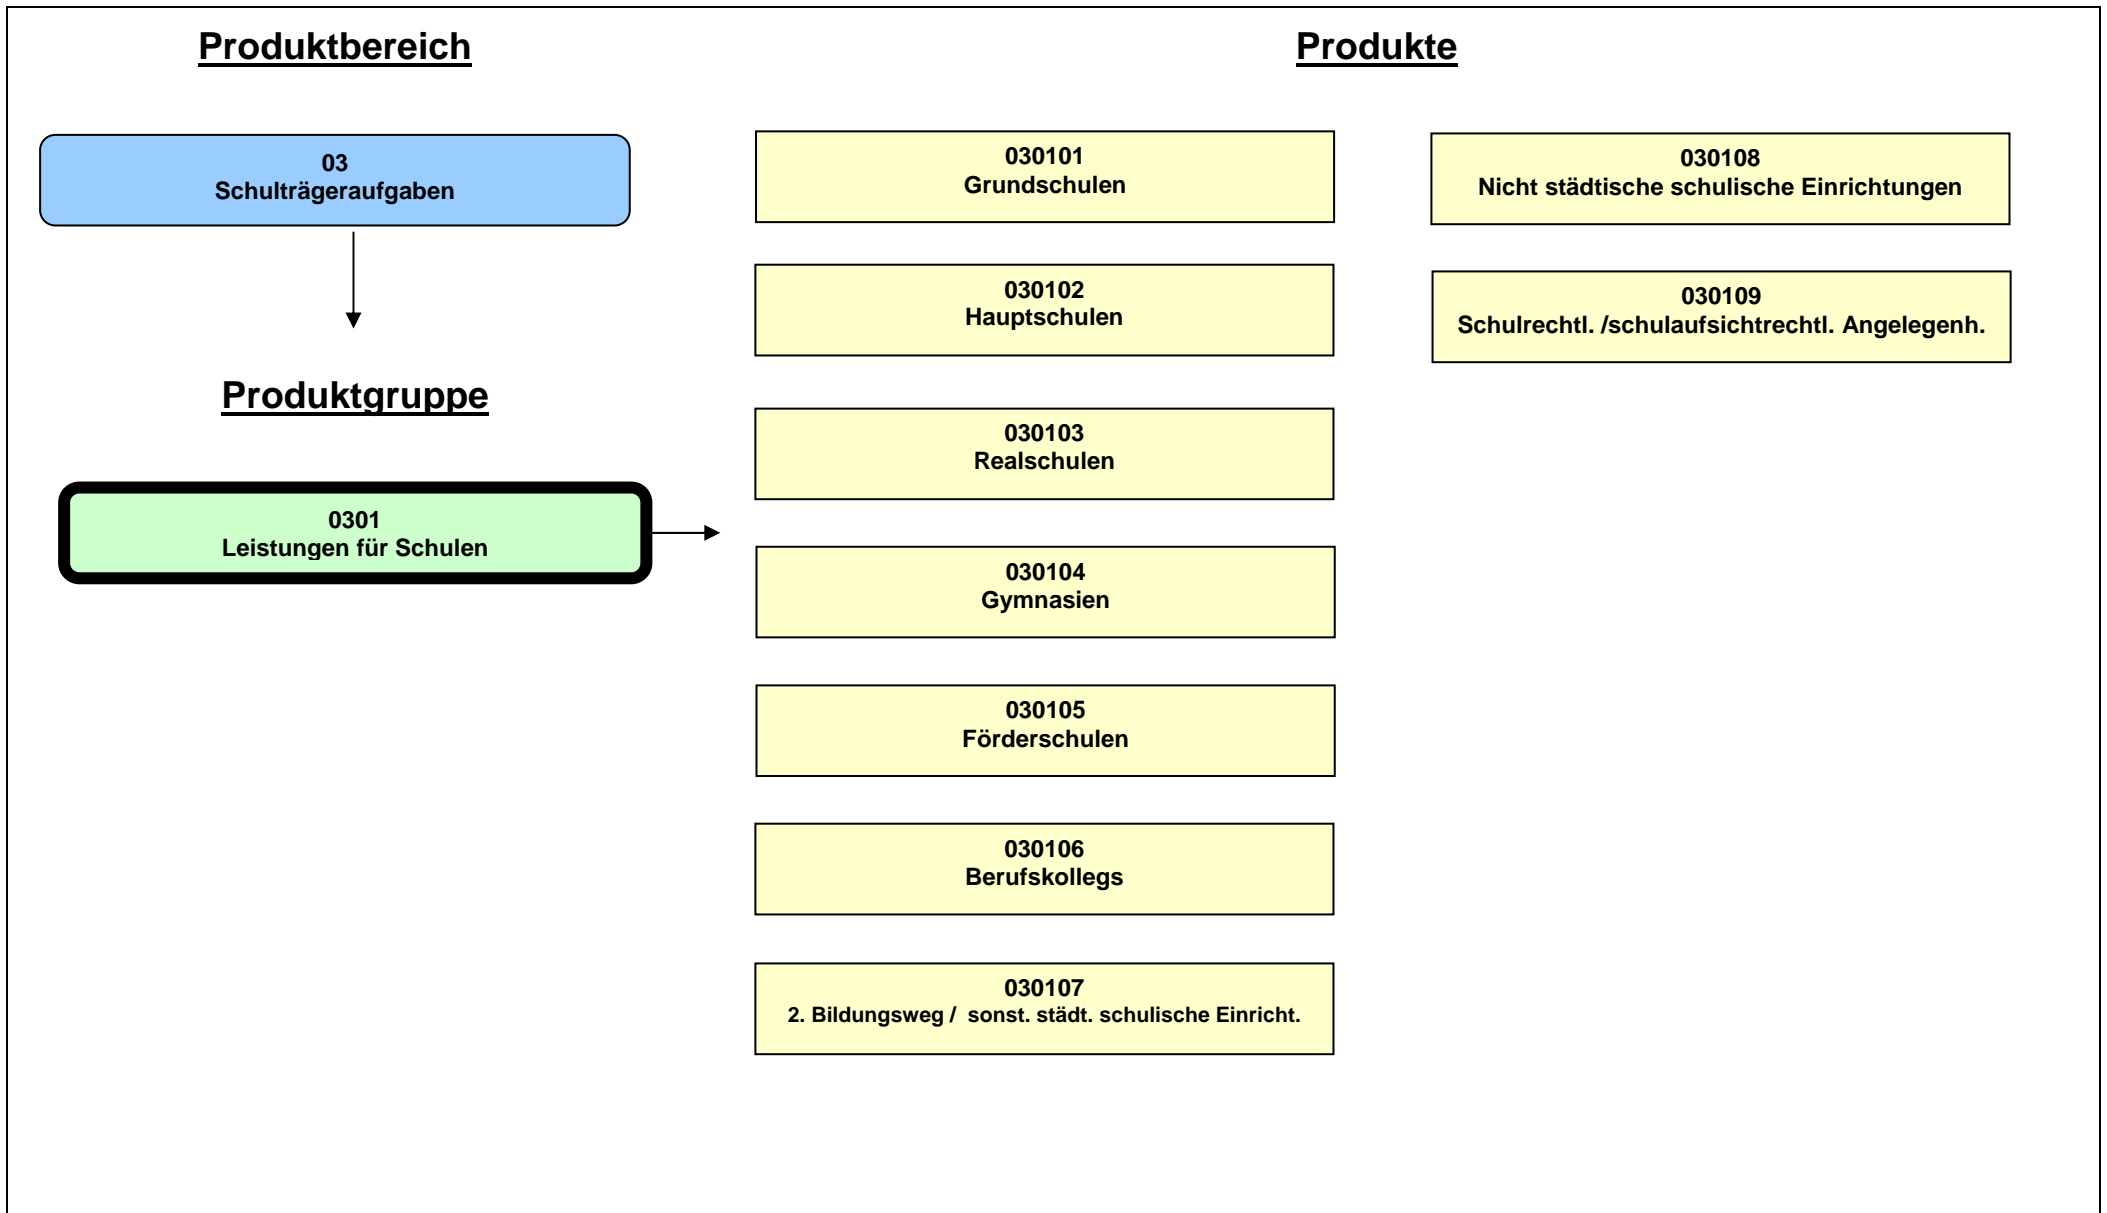 Produktbereich
03
Schulträgeraufgaben
Produktgruppe
0301
Leistungen für Schulen
Produkte
030101
Grundschulen
030102
Hauptschulen
030103
Realschulen
030104
Gymnasien
030105
Förderschulen
030106
Berufskollegs
030107
2. Bildungsweg / sonst. städt. schulische Einricht.
030108
Nicht städtische schulische Einrichtungen
030109
Schulrechtl. /schulaufsichtrechtl. Angelegenh.